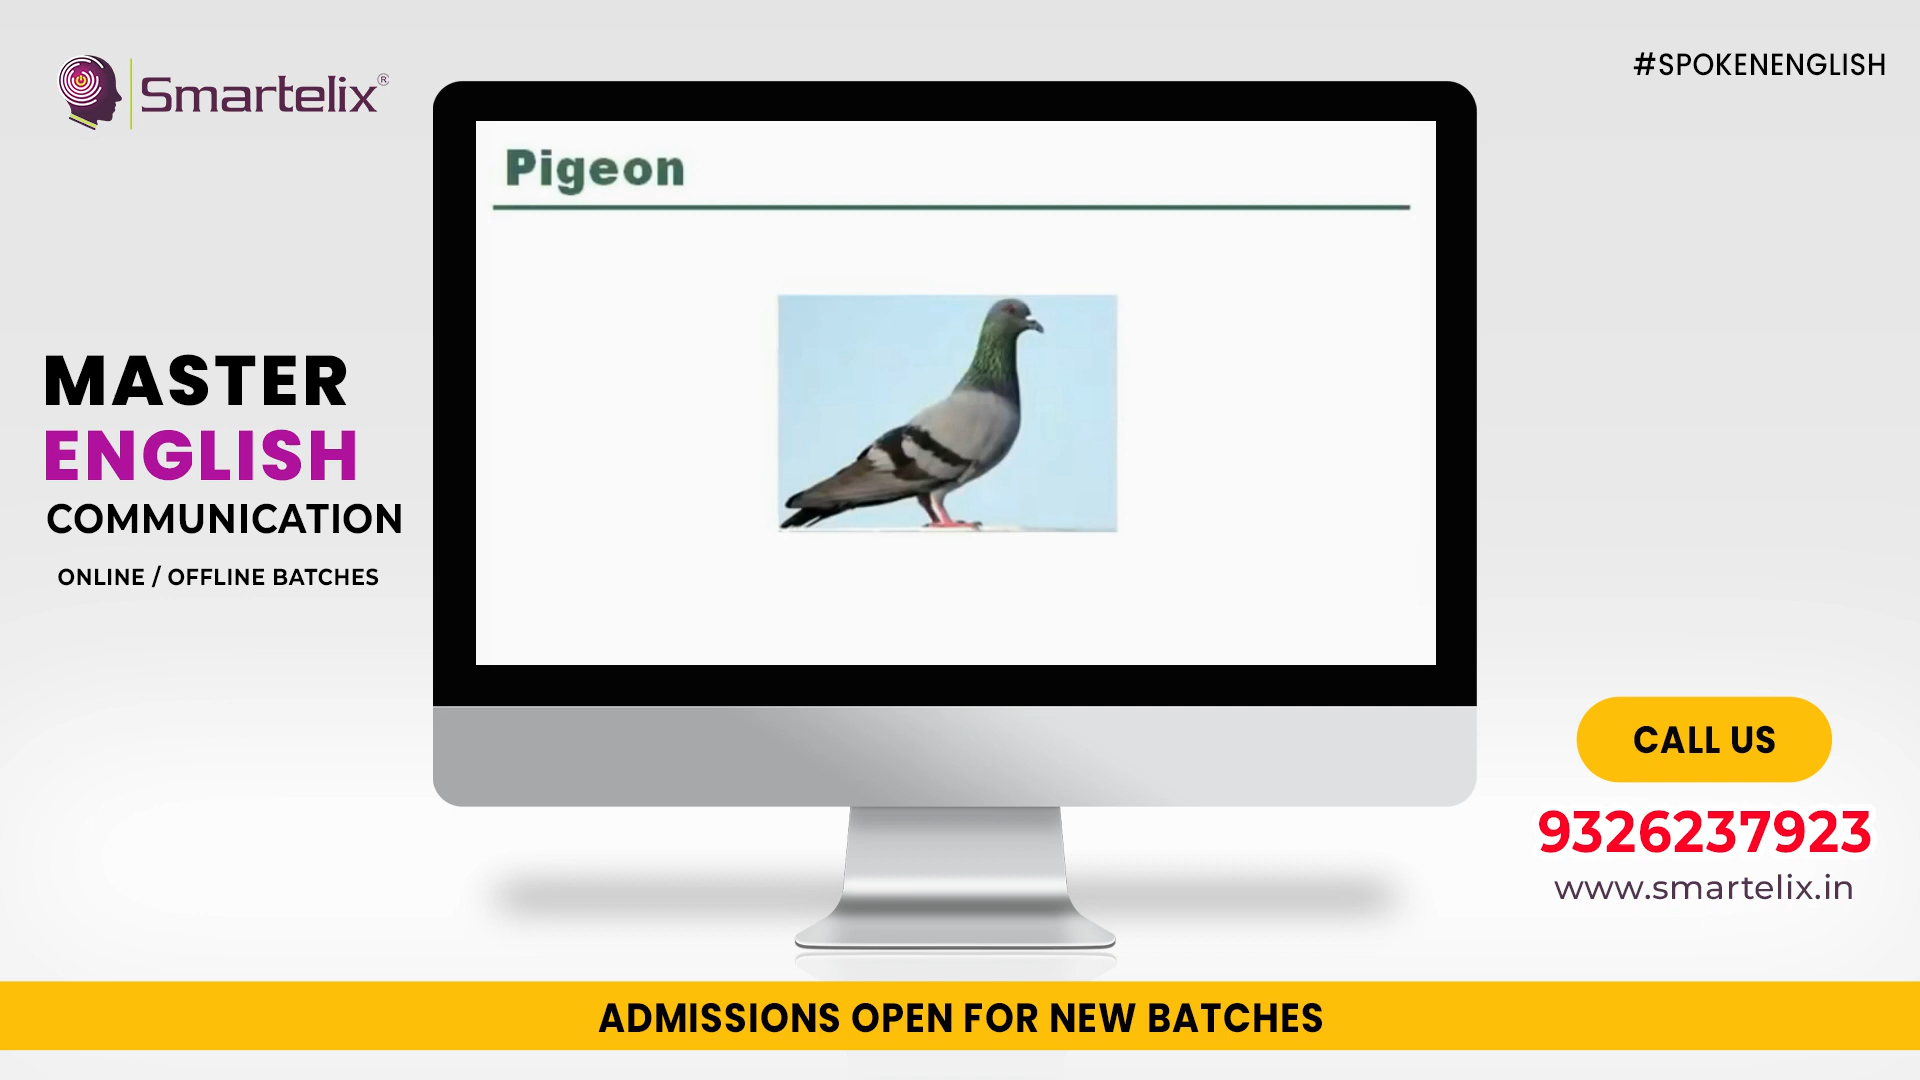 Smartelix®
#SPOKENENGLISH
Pigeon
MASTER
ENGLISH
COMMUNICATION
ONLINE / OFFLINE BATCHES
CALL US
9326237923
www.smartelix.in
ADMISSIONS OPEN FOR NEW BATCHES